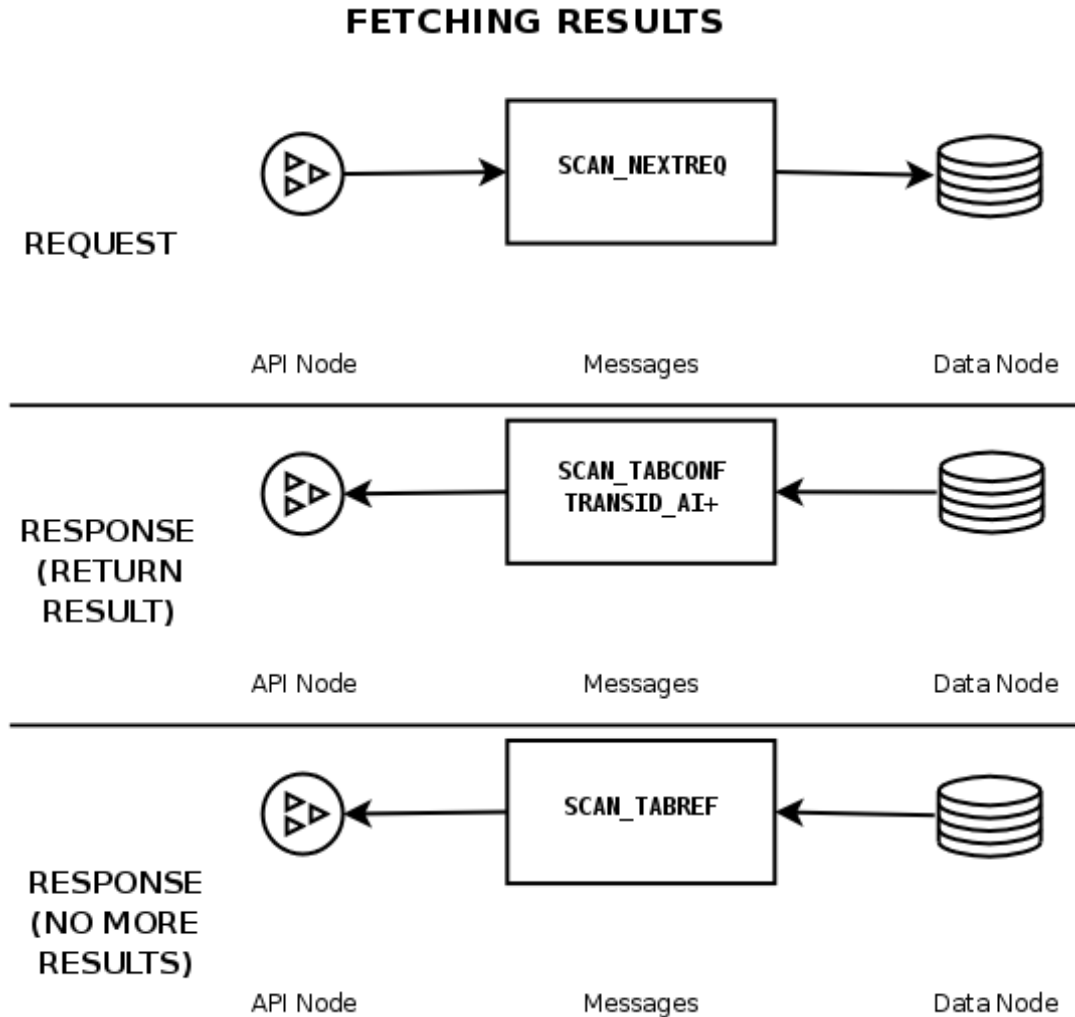 FETCHING RESULTS
SCAN_NEXTREQ
REQUEST
API Node
Messages
Data Node
SCAN_TABCONF
TRANSID_AI+
RESPONSE
(RETURN
RESULT)
API Node
Messages
Data Node
SCAN_TABREF
RESPONSE
(NO MORE
RESULTS)
API Node
Messages
Data Node